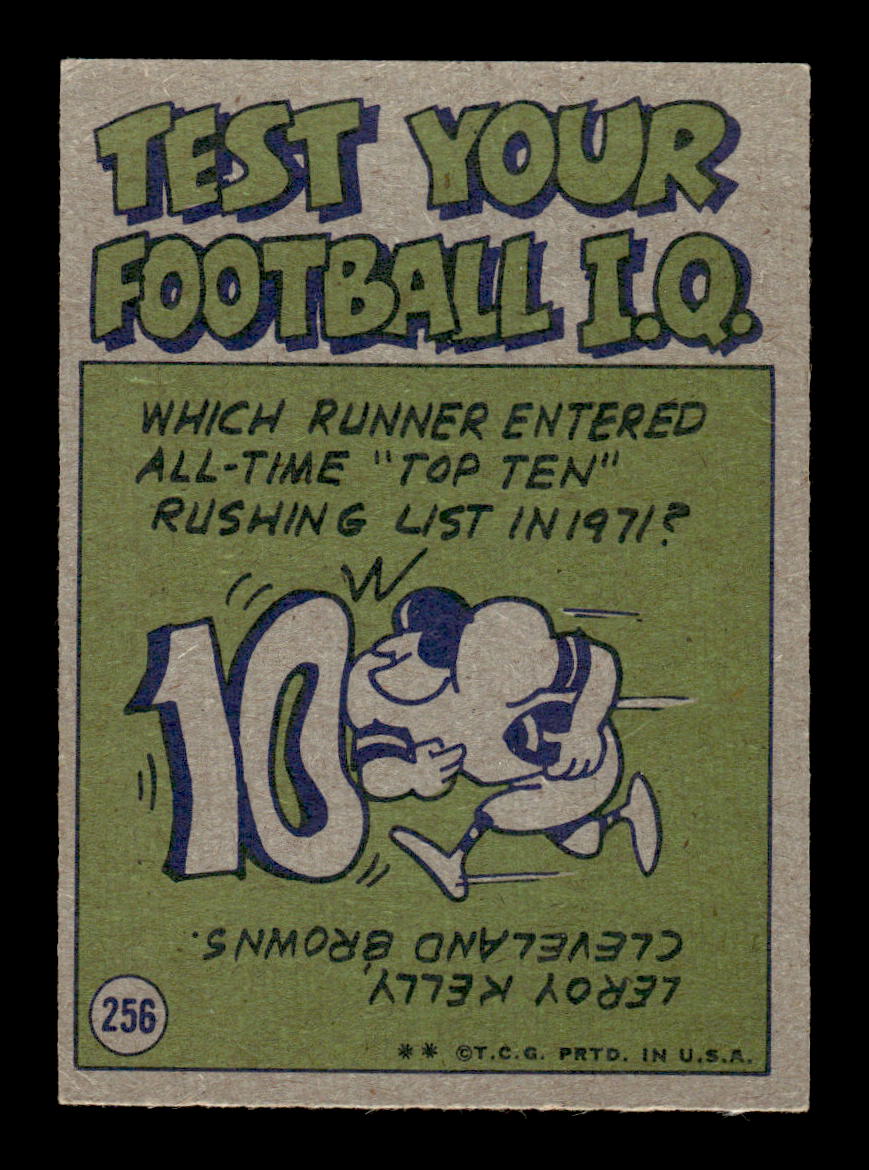 TEST YOUR
FOOTBALL I.Q.
WHICH RUNNER ENTERED
ALL-TIME "TOP TEN"
RUSHING LIST IN 1971?
10
LEROY KELLY,
CLEVELAND BROWNS.
256
** ©T.C.G. PRTD. IN U.S.A.